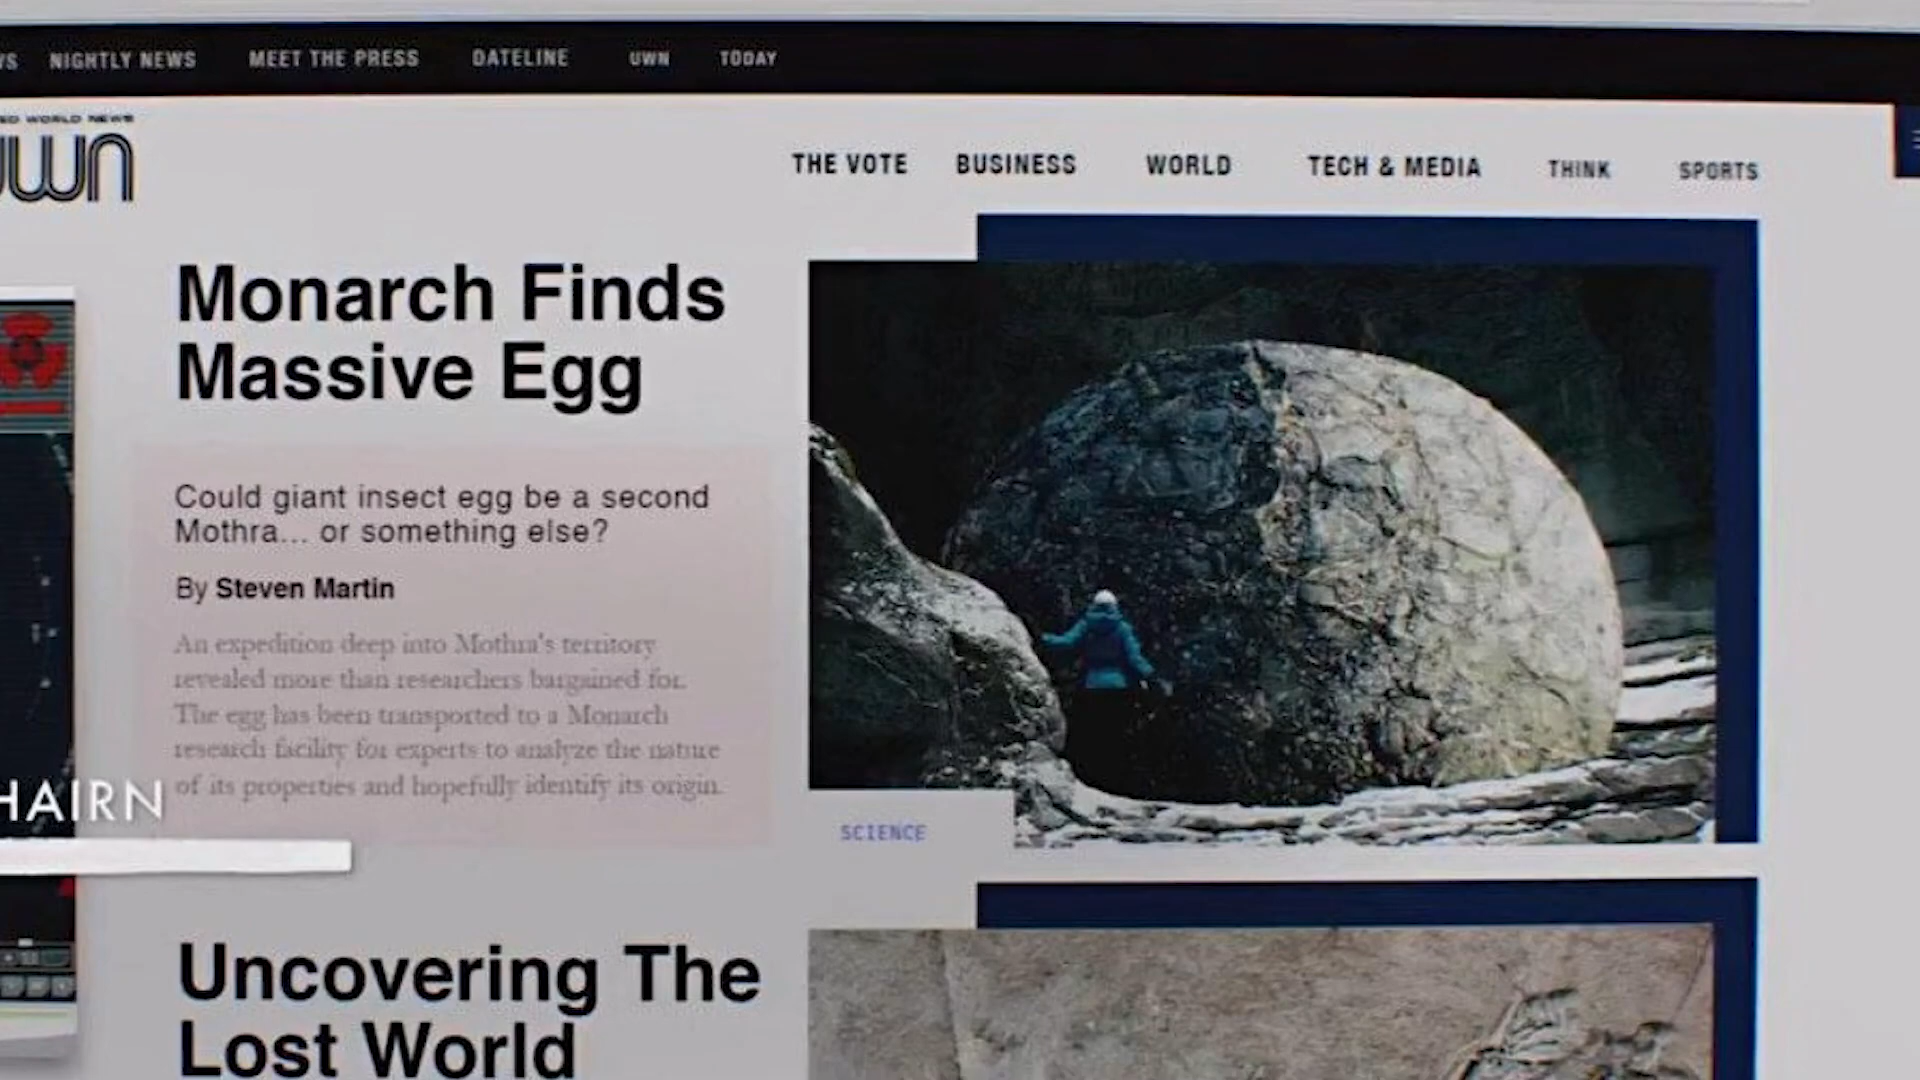 NIGHTLY NEWS MEET THE PRESS DATELINE UWN TODAY
WORLD NEWS
UWN
THE VOTE BUSINESS WORLD TECH & MEDIA THINK SPORTS
Monarch Finds
Massive Egg
Could giant insect egg be a second
Mothra... or something else?
By Steven Martin
An expedition deep into Mothra's territory
revealed more than researchers bargained for.
The egg has been transported to a Monarch
research facility for experts to analyze the nature
of its properties and hopefully identify its origin.
HAIRN
SCIENCE
Uncovering The
Lost World